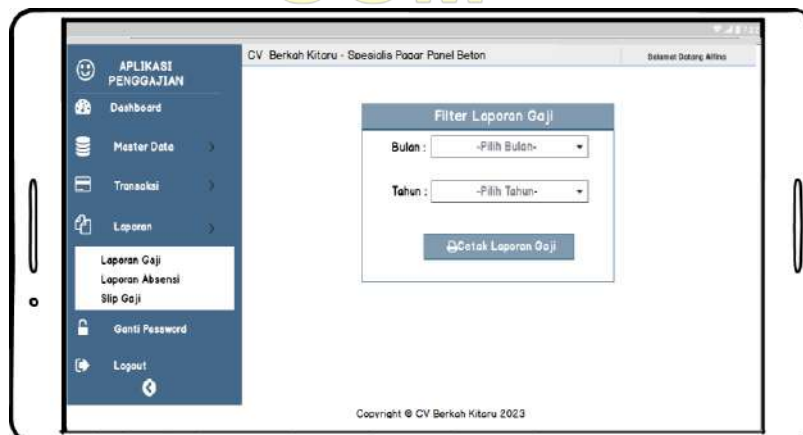 APLIKASI
PENGGAJIAN
CV Berkah Kitaru - Spesialis Pagar Panel Beton
Selamat Datang Alfina
Dashboard
Master Data
Transaksi
Laporan
Laporan Gaji
Laporan Absensi
Slip Gaji
Ganti Password
Logout
Filter Laporan Gaji
Bulan : -Pilih Bulan-
Tahun : -Pilih Tahun-
Cetak Laporan Gaji
Copyright © CV Berkah Kitaru 2023